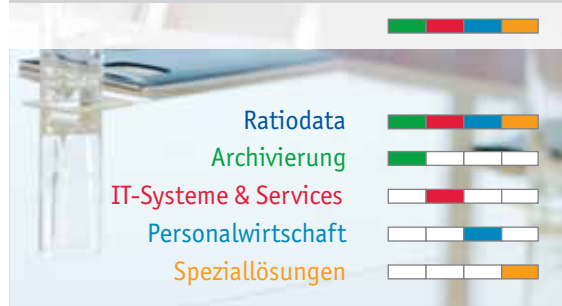 Ratiodata
Archivierung
IT-Systeme & Services
Personalwirtschaft
Speziallösungen